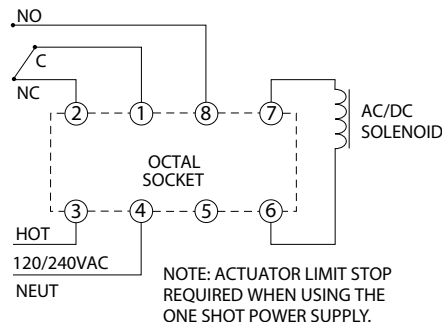 NO
C
NC
2
1
8
7
AC/DC
SOLENOID
OCTAL
SOCKET
3
4
5
6
HOT
120/240VAC
NEUT
NOTE: ACTUATOR LIMIT STOP
REQUIRED WHEN USING THE
ONE SHOT POWER SUPPLY.